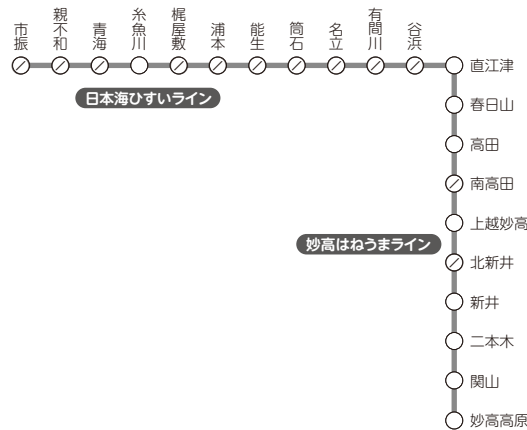 市振
親不和
青海
糸魚川
梶屋敷
浦本
能生
筒石
名立
有間川
谷浜
直江津
日本海ひすいライン
春日山
高田
南高田
上越妙高
妙高はねうまライン
北新井
新井
二本木
関山
妙高高原